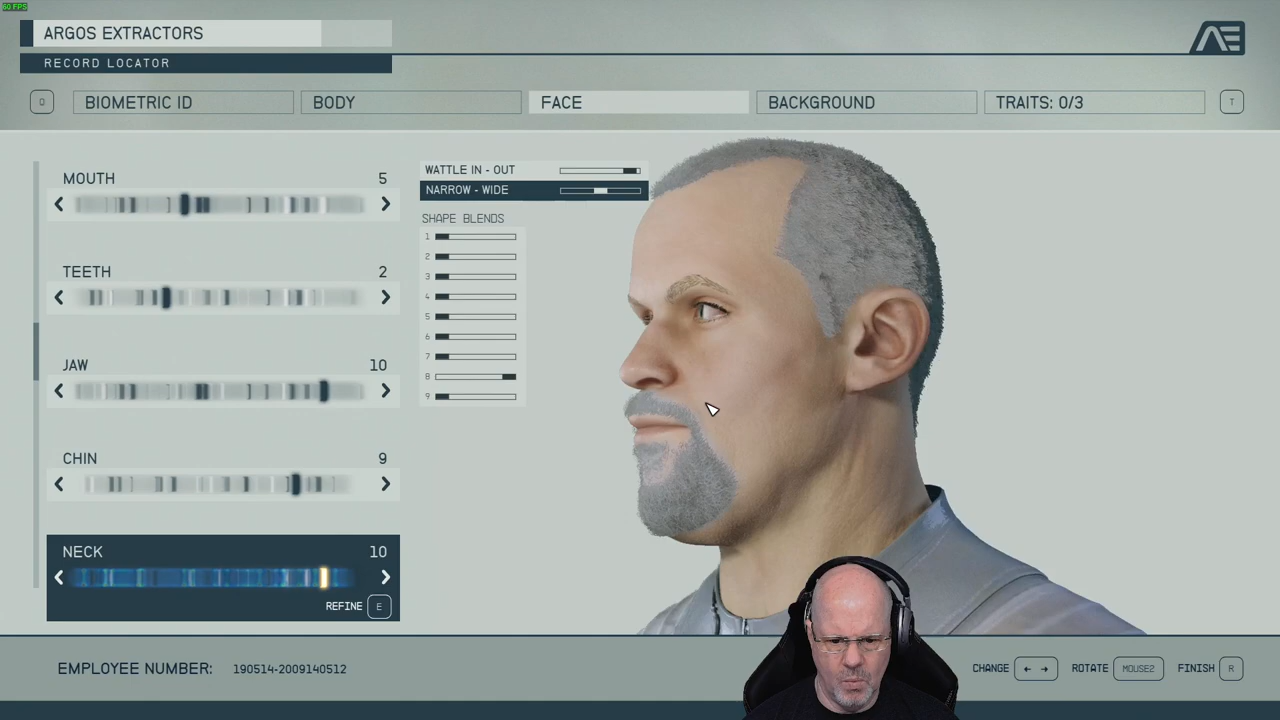 60 FPS
ARGOS EXTRACTORS
RECORD LOCATOR
AE
Q
BIOMETRIC ID
BODY
FACE
BACKGROUND
TRAITS: 0/3
T
MOUTH 5
TEETH 2
JAW 10
CHIN 9
NECK 10
REFINE E
WATTLE IN - OUT
NARROW - WIDE
SHAPE BLENDS
1
2
3
4
5
6
7
8
9
EMPLOYEE NUMBER: 190514-2009140512
CHANGE ← →
ROTATE MOUSE2
FINISH R